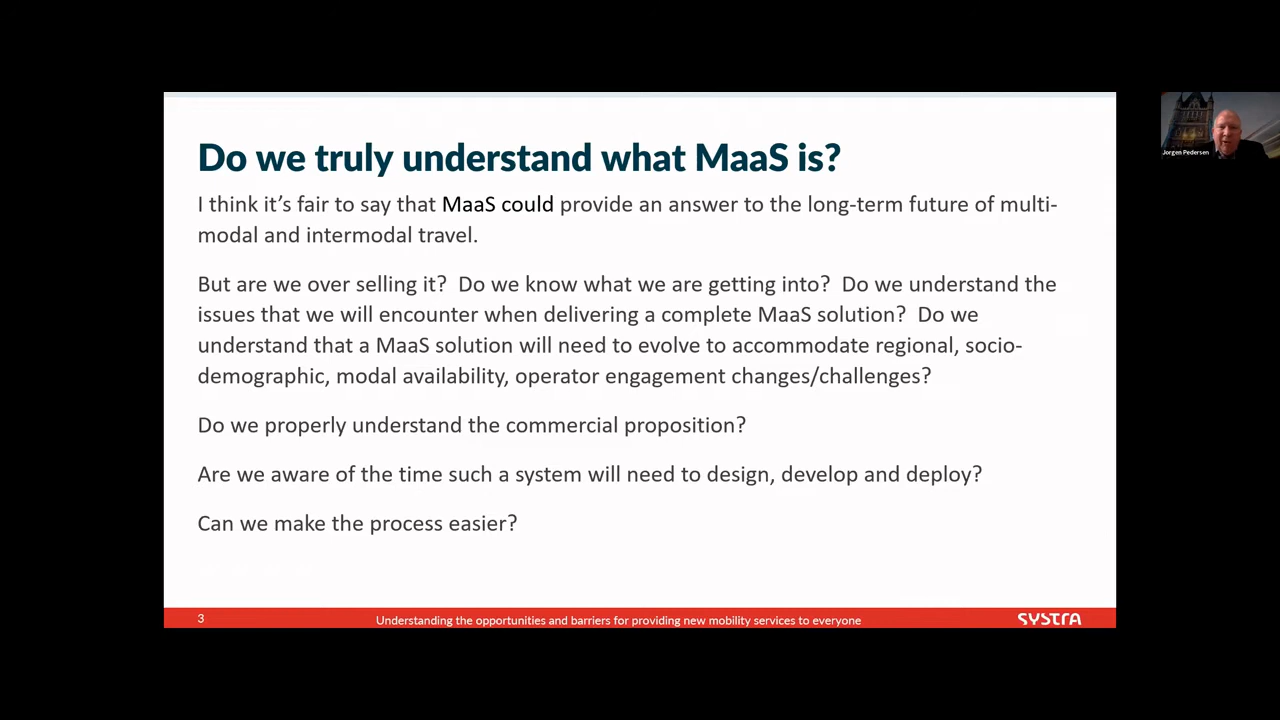 Do we truly understand what MaaS is?
I think it's fair to say that MaaS could provide an answer to the long-term future of multi-
modal and intermodal travel.
But are we over selling it?  Do we know what we are getting into?  Do we understand the
issues that we will encounter when delivering a complete MaaS solution?  Do we
understand that a MaaS solution will need to evolve to accommodate regional, socio-
demographic, modal availability, operator engagement changes/challenges?
Do we properly understand the commercial proposition?
Are we aware of the time such a system will need to design, develop and deploy?
Can we make the process easier?
3
Understanding the opportunities and barriers for providing new mobility services to everyone
SYSTRA
Jorgen Pedersen